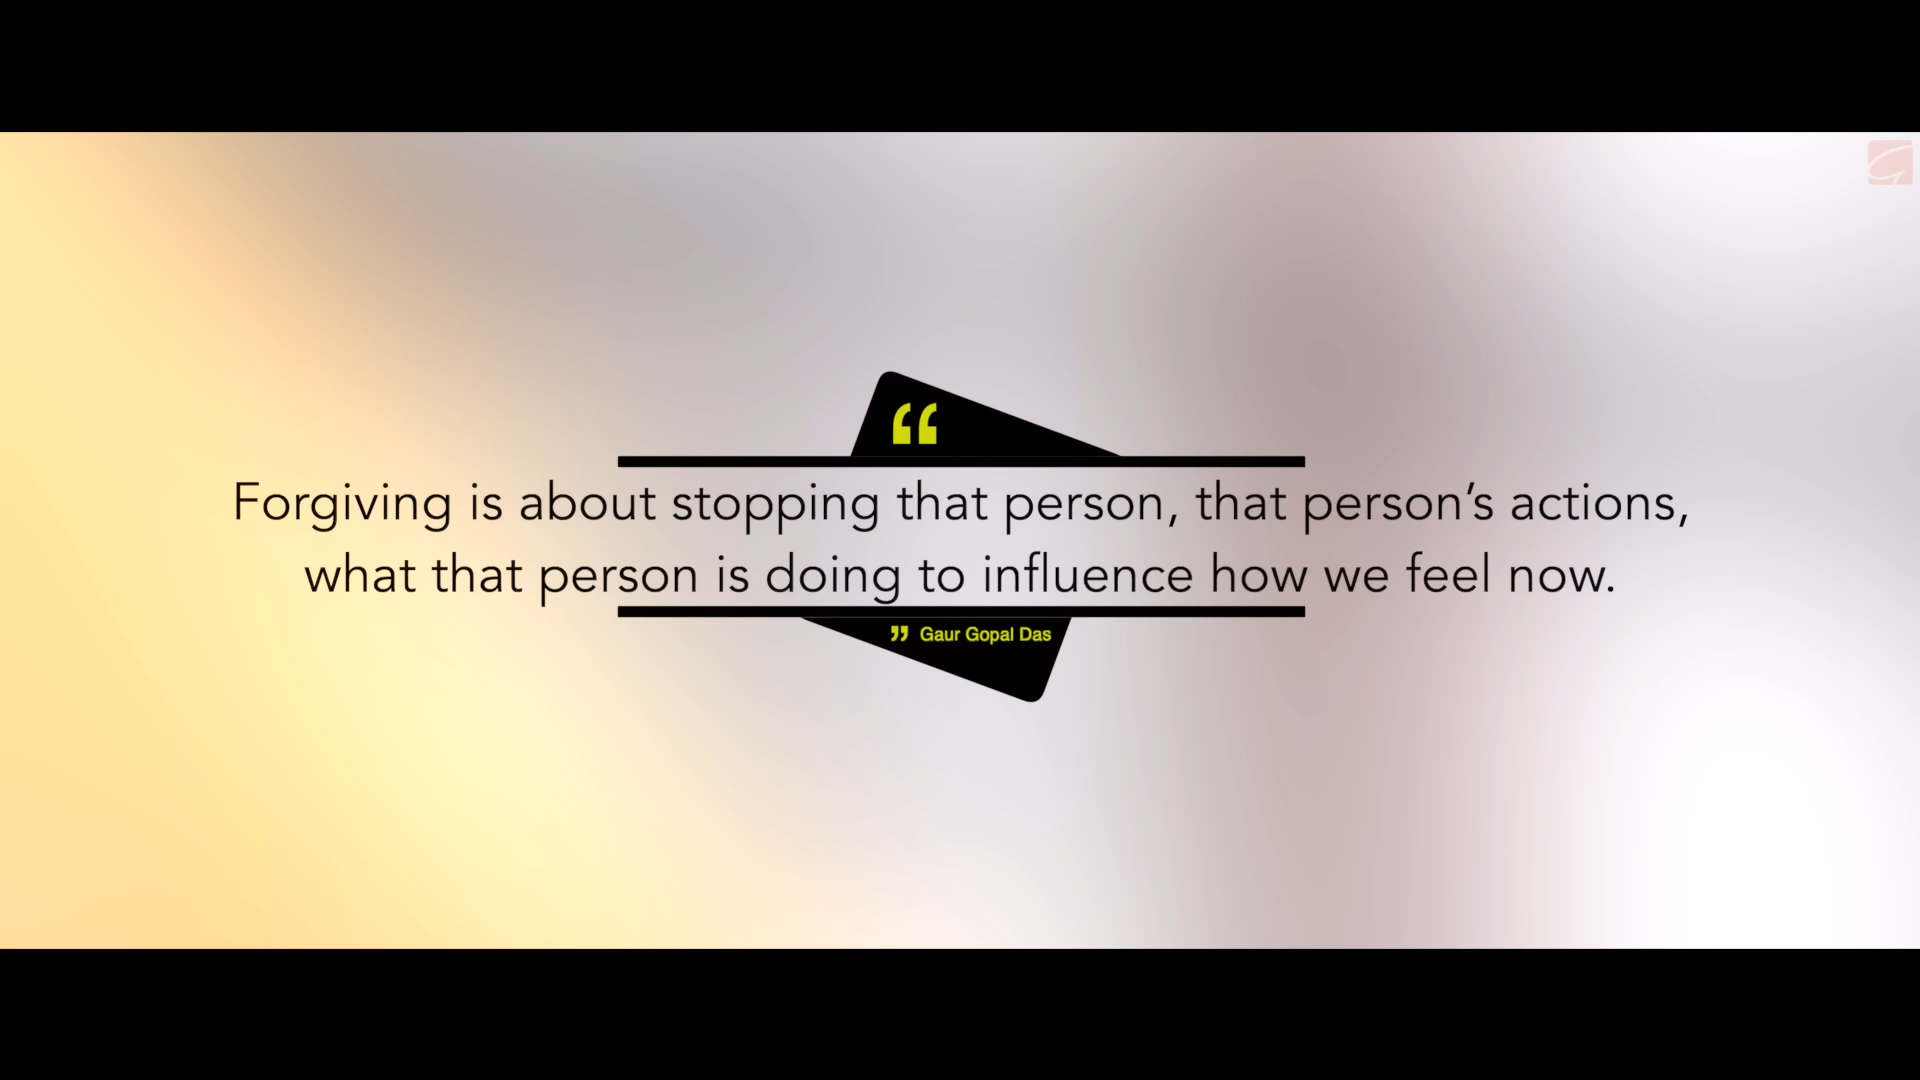 “
Forgiving is about stopping that person, that person’s actions,
what that person is doing to influence how we feel now.
” Gaur Gopal Das